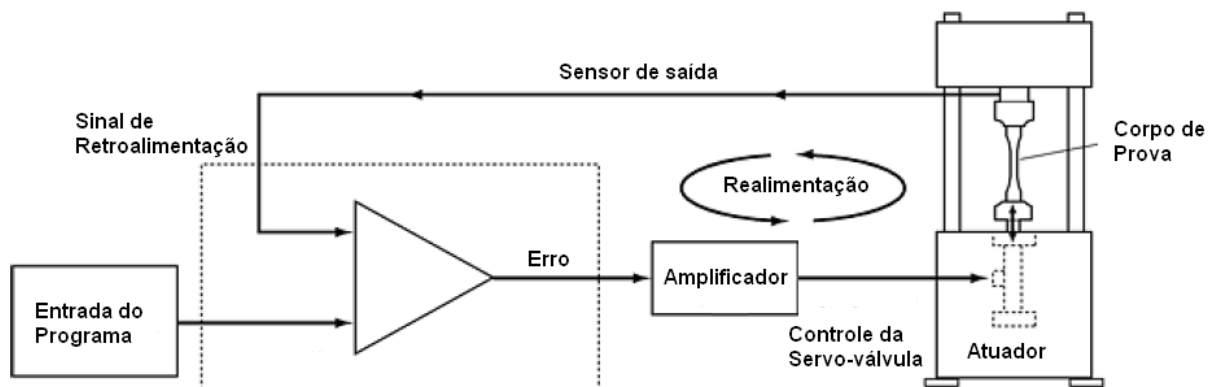 Sensor de saída
Sinal de
Retroalimentação
Corpo de
Prova
Realimentação
Erro
Amplificador
Entrada do
Programa
Controle da
Servo-válvula
Atuador